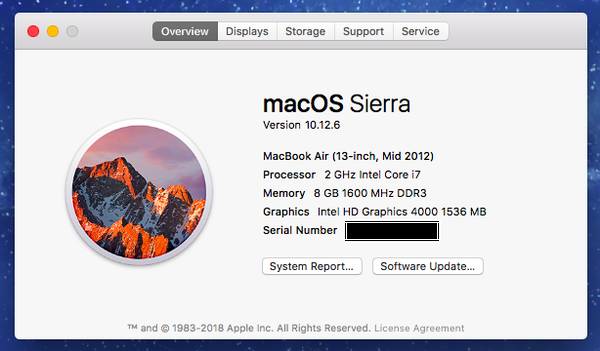 Overview Displays Storage Support Service
macOS Sierra
Version 10.12.6
MacBook Air (13-inch, Mid 2012)
Processor 2 GHz Intel Core i7
Memory 8 GB 1600 MHz DDR3
Graphics Intel HD Graphics 4000 1536 MB
Serial Number
System Report... Software Update...
™ and © 1983-2018 Apple Inc. All Rights Reserved. License Agreement